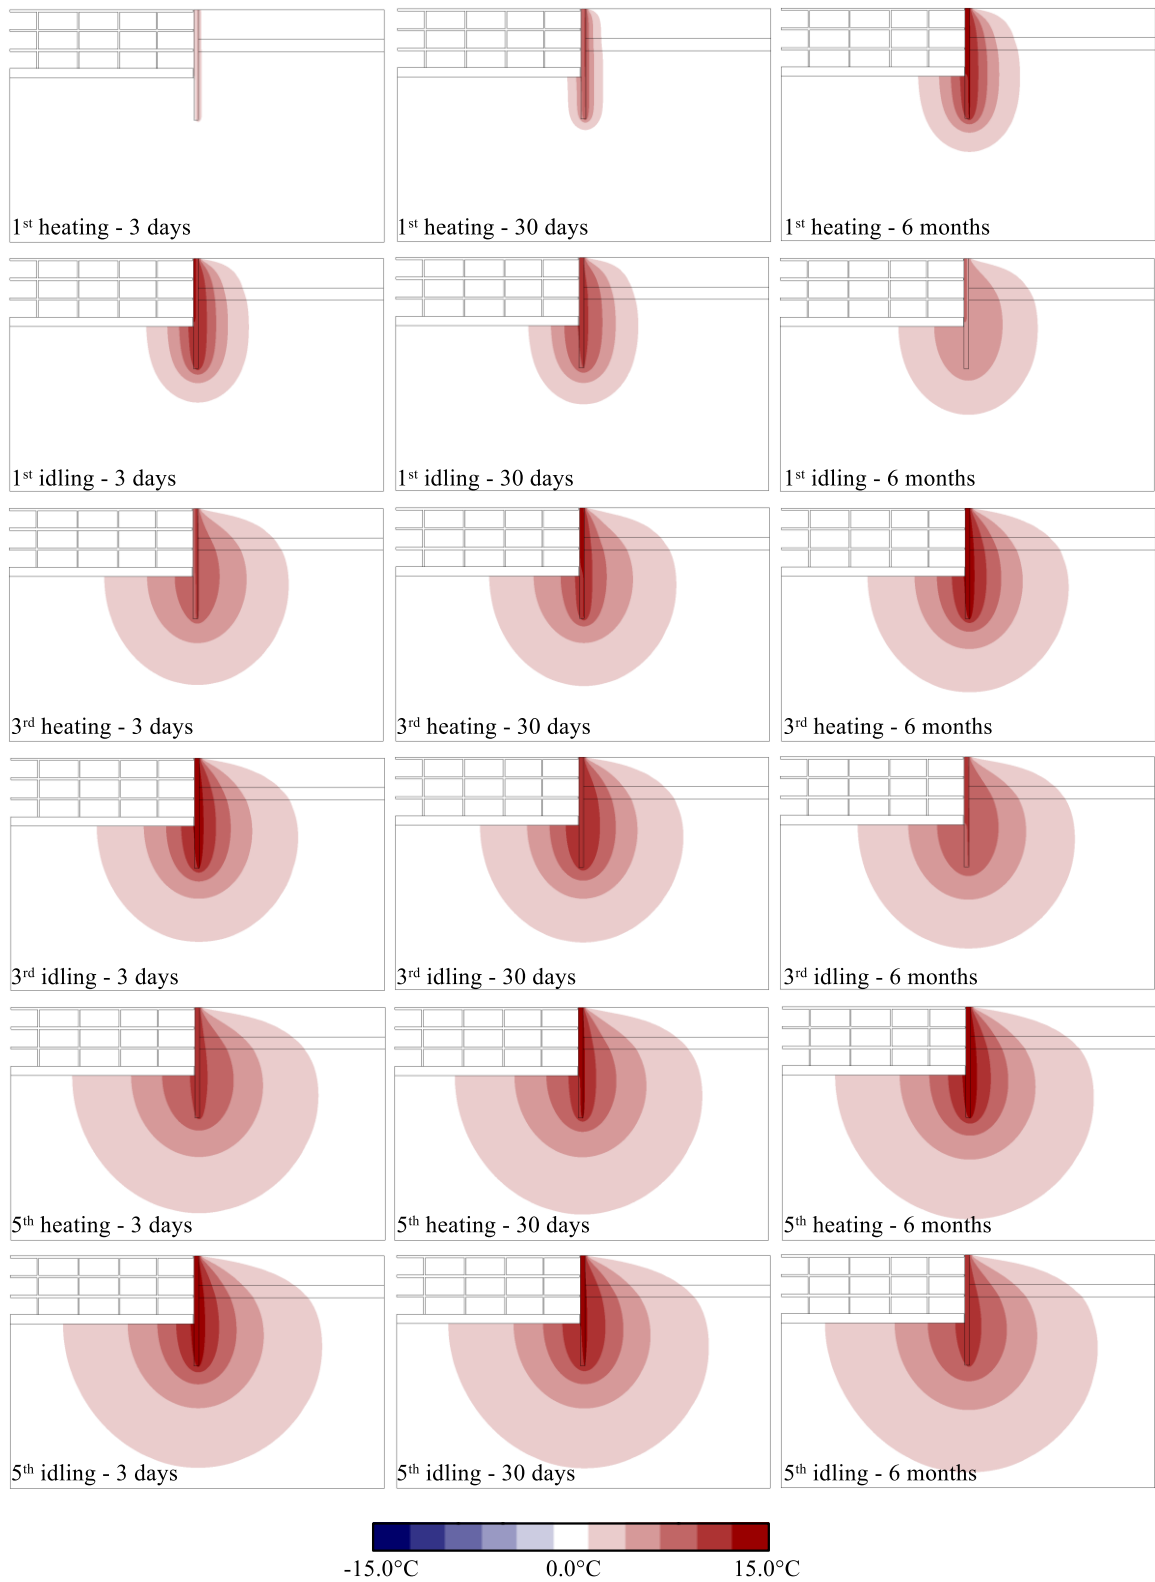 1st heating - 3 days
1st heating - 30 days
1st heating - 6 months
1st idling - 3 days
1st idling - 30 days
1st idling - 6 months
3rd heating - 3 days
3rd heating - 30 days
3rd heating - 6 months
3rd idling - 3 days
3rd idling - 30 days
3rd idling - 6 months
5th heating - 3 days
5th heating - 30 days
5th heating - 6 months
5th idling - 3 days
5th idling - 30 days
5th idling - 6 months
-15.0°C 0.0°C 15.0°C